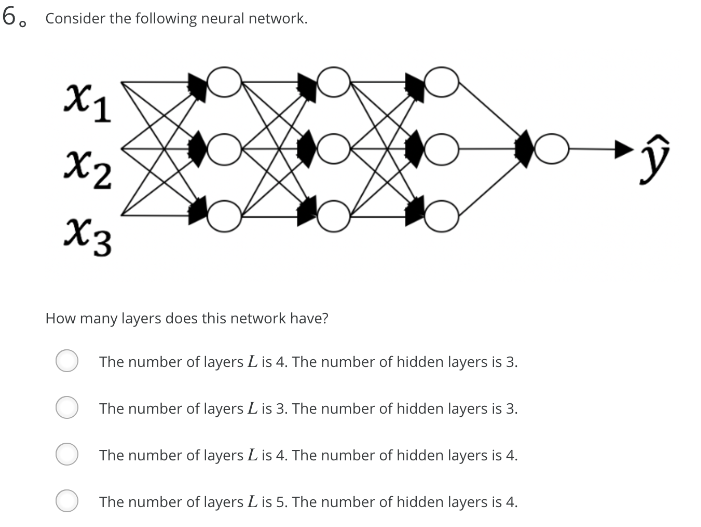 6。 Consider the following neural network.
x₁
x₂
x₃
ŷ
How many layers does this network have?
The number of layers L is 4. The number of hidden layers is 3.
The number of layers L is 3. The number of hidden layers is 3.
The number of layers L is 4. The number of hidden layers is 4.
The number of layers L is 5. The number of hidden layers is 4.